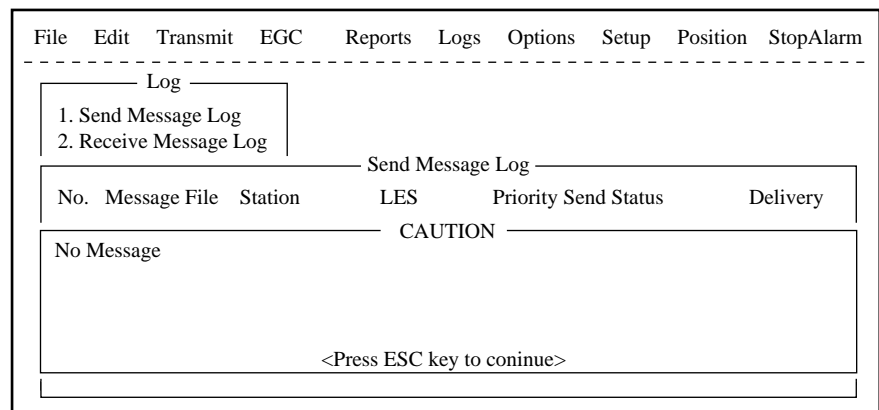 File Edit Transmit EGC Reports Logs Options Setup Position StopAlarm
Log
1. Send Message Log
2. Receive Message Log
Send Message Log
No. Message File Station LES Priority Send Status Delivery
CAUTION
No Message
<Press ESC key to coninue>